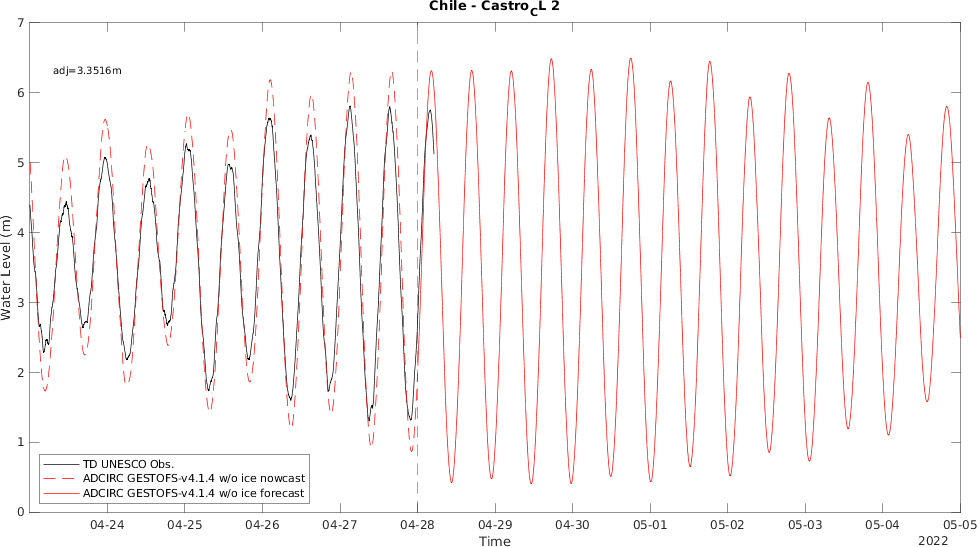 Chile - Castro_CL 2
adj=3.3516m
7
6
5
4
3
2
1
0
Water Level (m)
TD UNESCO Obs.
ADCIRC GESTOFS-v4.1.4 w/o ice nowcast
ADCIRC GESTOFS-v4.1.4 w/o ice forecast
04-24 04-25 04-26 04-27 04-28 04-29 04-30 05-01 05-02 05-03 05-04 05-05
Time
2022